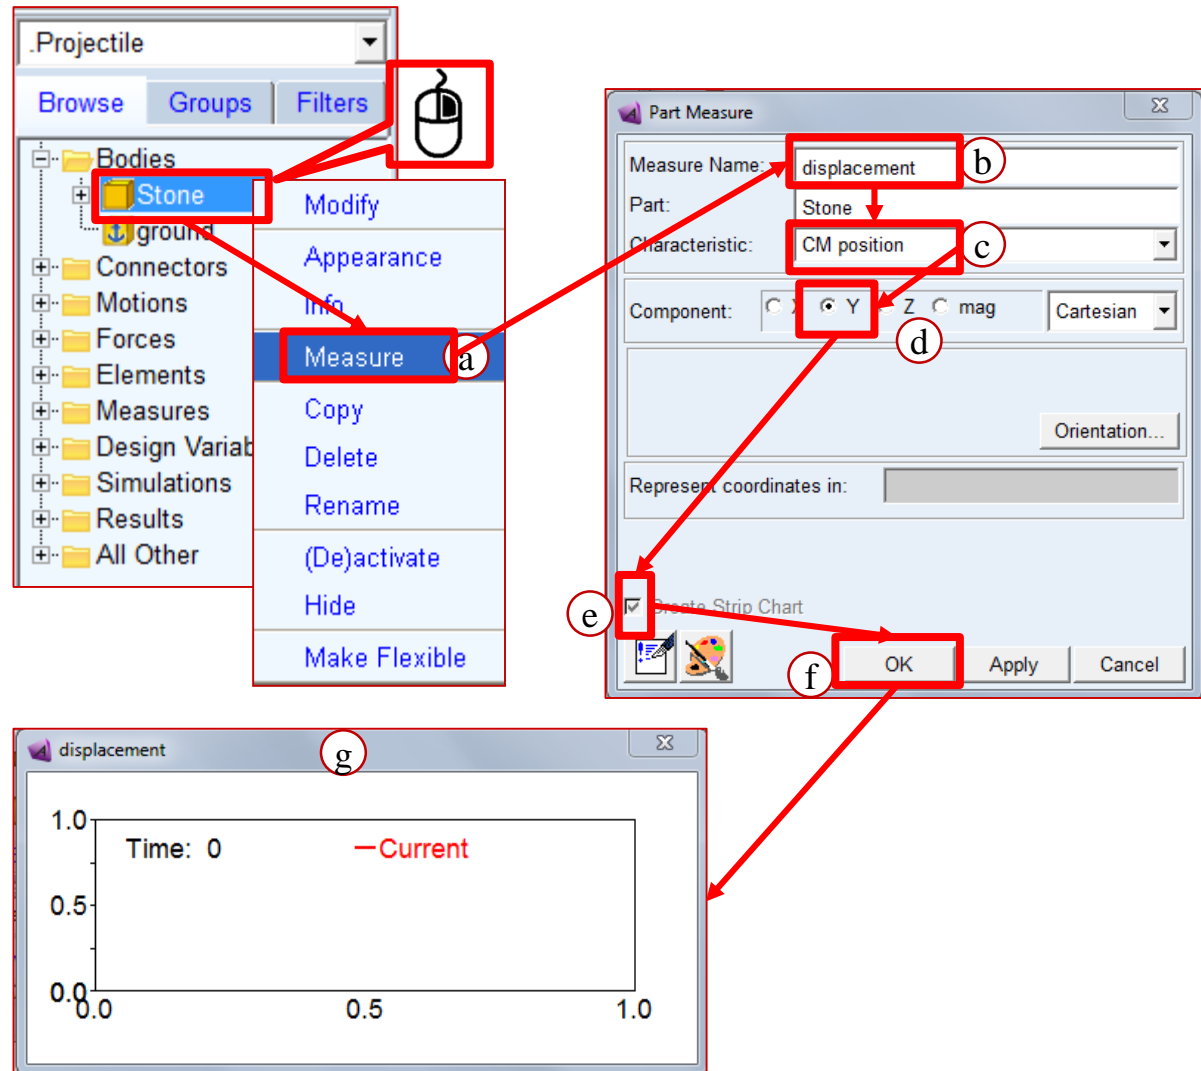 .Projectile
Browse Groups Filters
Bodies
Stone
ground
Connectors
Motions
Forces
Elements
Measures
Design Variab
Simulations
Results
All Other
Modify
Appearance
Info
Measure a
Copy
Delete
Rename
(De)activate
Hide
Make Flexible
Part Measure
Measure Name: displacement b
Part: Stone
Characteristic: CM position c
Component: X Y Z mag Cartesian
d
Orientation...
Represent coordinates in:
e Create Strip Chart
f OK Apply Cancel
displacement g
1.0
Time: 0 Current
0.5
0.0
0.0 0.5 1.0